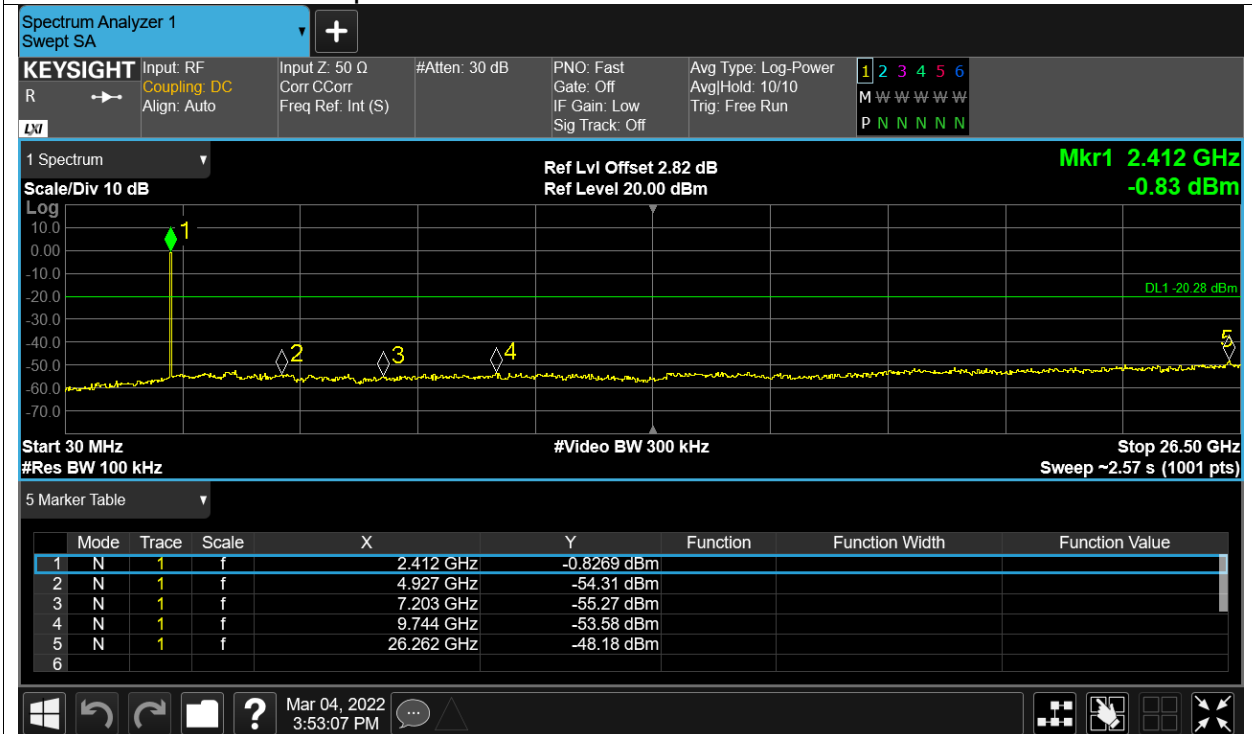 Spectrum Analyzer 1
Swept SA
+
KEYSIGHT
R
LXI
Input: RF
Coupling: DC
Align: Auto
Input Z: 50 Ω
Corr CCorr
Freq Ref: Int (S)
#Atten: 30 dB
PNO: Fast
Gate: Off
IF Gain: Low
Sig Track: Off
Avg Type: Log-Power
Avg|Hold: 10/10
Trig: Free Run
1 2 3 4 5 6
M W W W W W
P N N N N N
1 Spectrum
Scale/Div 10 dB
Log
Ref Lvl Offset 2.82 dB
Ref Level 20.00 dBm
Mkr1 2.412 GHz
-0.83 dBm
10.0
0.00
-10.0
-20.0
-30.0
-40.0
-50.0
-60.0
-70.0
1
2
3
4
5
DL1 -20.28 dBm
Start 30 MHz
#Res BW 100 kHz
#Video BW 300 kHz
Stop 26.50 GHz
Sweep ~2.57 s (1001 pts)
5 Marker Table
Mode Trace Scale X Y Function Function Width Function Value
1 N 1 f 2.412 GHz -0.8269 dBm
2 N 1 f 4.927 GHz -54.31 dBm
3 N 1 f 7.203 GHz -55.27 dBm
4 N 1 f 9.744 GHz -53.58 dBm
5 N 1 f 26.262 GHz -48.18 dBm
6
?
Mar 04, 2022
3:53:07 PM